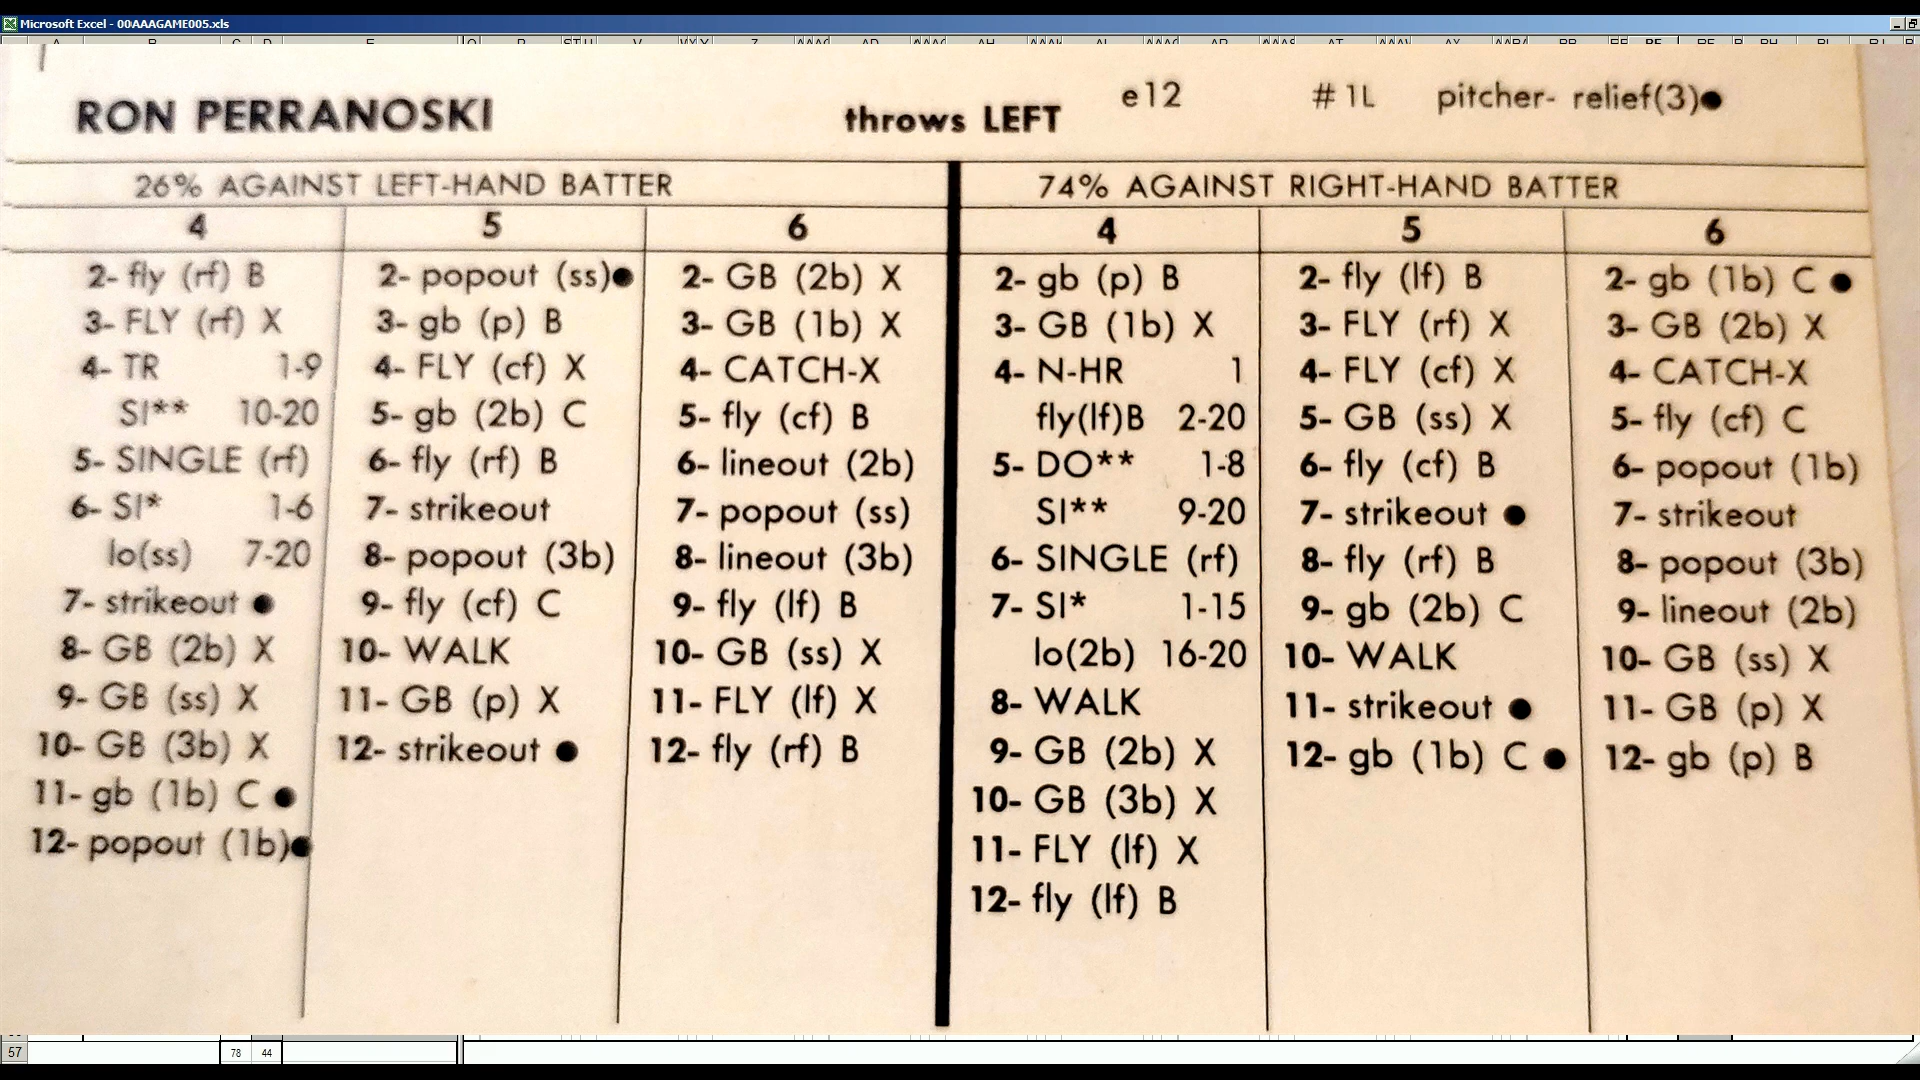 Microsoft Excel - 00AAAGAME005.xls
RON PERRANOSKI throws LEFT e12 # 1L pitcher- relief(3)●
26% AGAINST LEFT-HAND BATTER
4 5 6
2- fly (rf) B
3- FLY (rf) X
4- TR 1-9
SI** 10-20
5- SINGLE (rf)
6- SI* 1-6
lo(ss) 7-20
7- strikeout ●
8- GB (2b) X
9- GB (ss) X
10- GB (3b) X
11- gb (1b) C ●
12- popout (1b)●
2- popout (ss)●
3- gb (p) B
4- FLY (cf) X
5- gb (2b) C
6- fly (rf) B
7- strikeout
8- popout (3b)
9- fly (cf) C
10- WALK
11- GB (p) X
12- strikeout ●
2- GB (2b) X
3- GB (1b) X
4- CATCH-X
5- fly (cf) B
6- lineout (2b)
7- popout (ss)
8- lineout (3b)
9- fly (lf) B
10- GB (ss) X
11- FLY (lf) X
12- fly (rf) B
74% AGAINST RIGHT-HAND BATTER
4 5 6
2- gb (p) B
3- GB (1b) X
4- N-HR 1
fly(lf)B 2-20
5- DO** 1-8
SI** 9-20
6- SINGLE (rf)
7- SI* 1-15
lo(2b) 16-20
8- WALK
9- GB (2b) X
10- GB (3b) X
11- FLY (lf) X
12- fly (lf) B
2- fly (lf) B
3- FLY (rf) X
4- FLY (cf) X
5- GB (ss) X
6- fly (cf) B
7- strikeout ●
8- fly (rf) B
9- gb (2b) C
10- WALK
11- strikeout ●
12- gb (1b) C ●
2- gb (1b) C ●
3- GB (2b) X
4- CATCH-X
5- fly (cf) C
6- popout (1b)
7- strikeout
8- popout (3b)
9- lineout (2b)
10- GB (ss) X
11- GB (p) X
12- gb (p) B
57 78 44